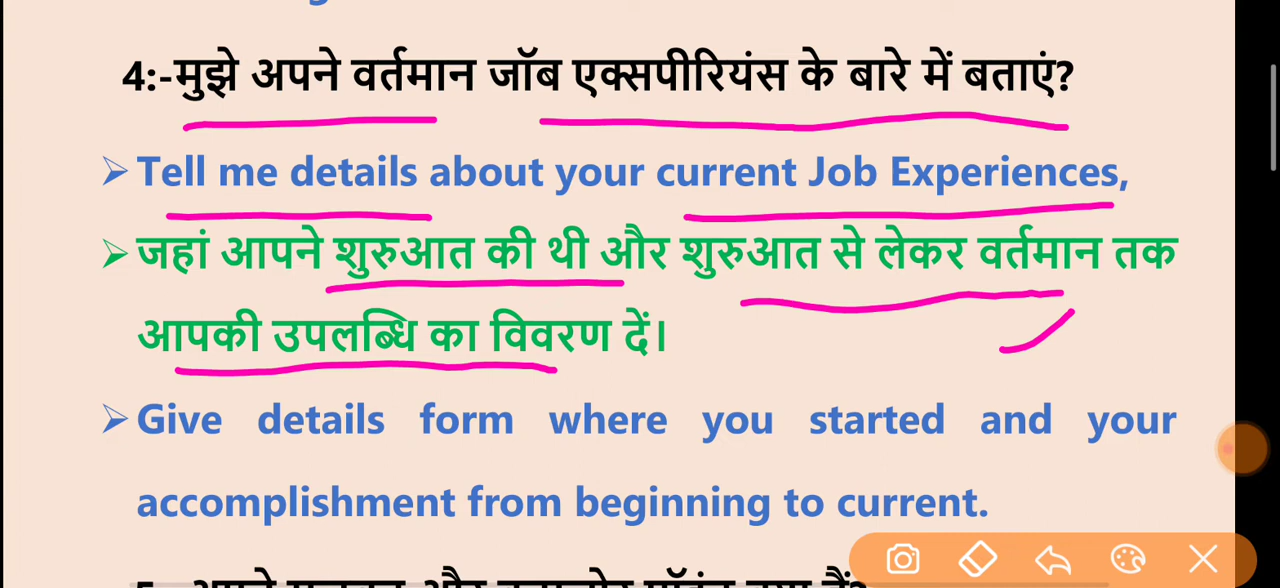 4:-मुझे अपने वर्तमान जॉब एक्सपीरियंस के बारे में बताएं?
➢ Tell me details about your current Job Experiences,
➢ जहां आपने शुरुआत की थी और शुरुआत से लेकर वर्तमान तक
आपकी उपलब्धि का विवरण दें।
➢ Give details form where you started and your
accomplishment from beginning to current.